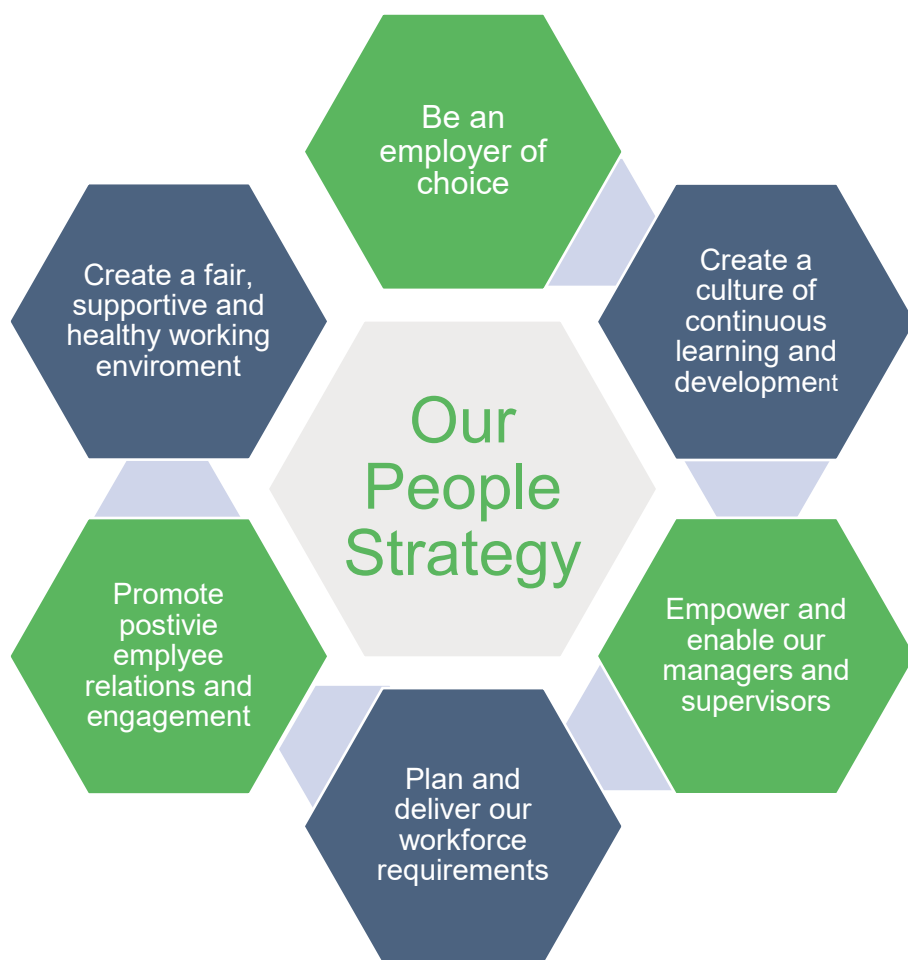 Be an
employer of
choice
Create a
culture of
continuous
learning and
development
Empower and
enable our
managers and
supervisors
Plan and
deliver our
workforce
requirements
Promote
postivie
emplyee
relations and
engagement
Create a fair,
supportive and
healthy working
enviroment
Our
People
Strategy